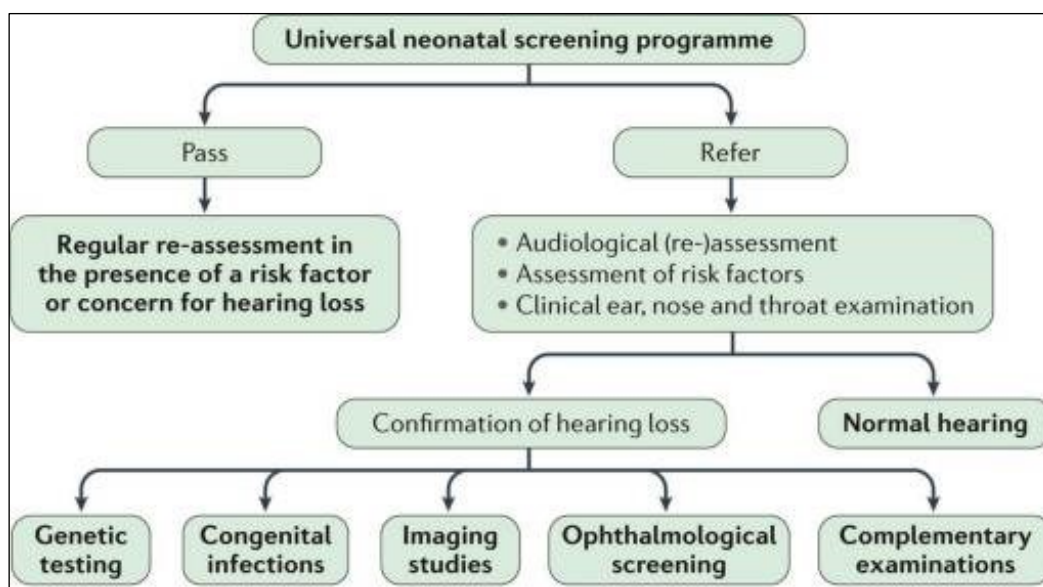 Universal neonatal screening programme
Pass
Refer
Regular re-assessment in
the presence of a risk factor
or concern for hearing loss
• Audiological (re-)assessment
• Assessment of risk factors
• Clinical ear, nose and throat examination
Confirmation of hearing loss
Normal hearing
Genetic
testing
Congenital
infections
Imaging
studies
Ophthalmological
screening
Complementary
examinations